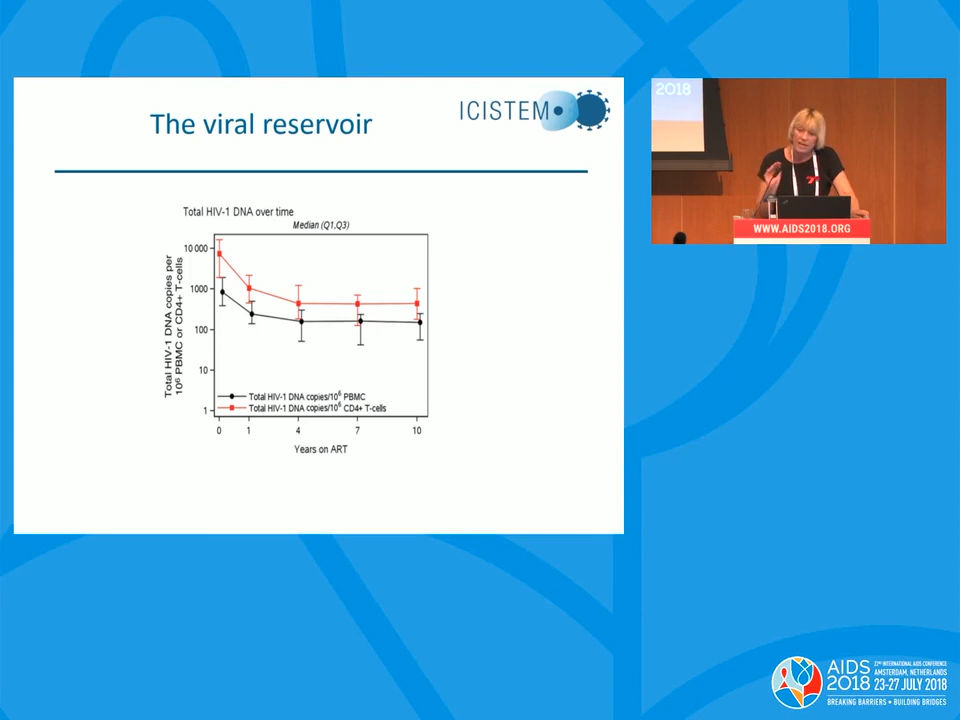 The viral reservoir
ICISTEM
Total HIV-1 DNA over time
Median (Q1,Q3)
Total HIV-1 DNA copies per
10⁶ PBMC or CD4+ T-cells
10 000
1000
100
10
1
Total HIV-1 DNA copies/10⁶ PBMC
Total HIV-1 DNA copies/10⁶ CD4+ T-cells
0 1 4 7 10
Years on ART
2018
WWW.AIDS2018.ORG
AIDS
2018
22ND INTERNATIONAL AIDS CONFERENCE
AMSTERDAM, NETHERLANDS
23-27 JULY 2018
BREAKING BARRIERS • BUILDING BRIDGES